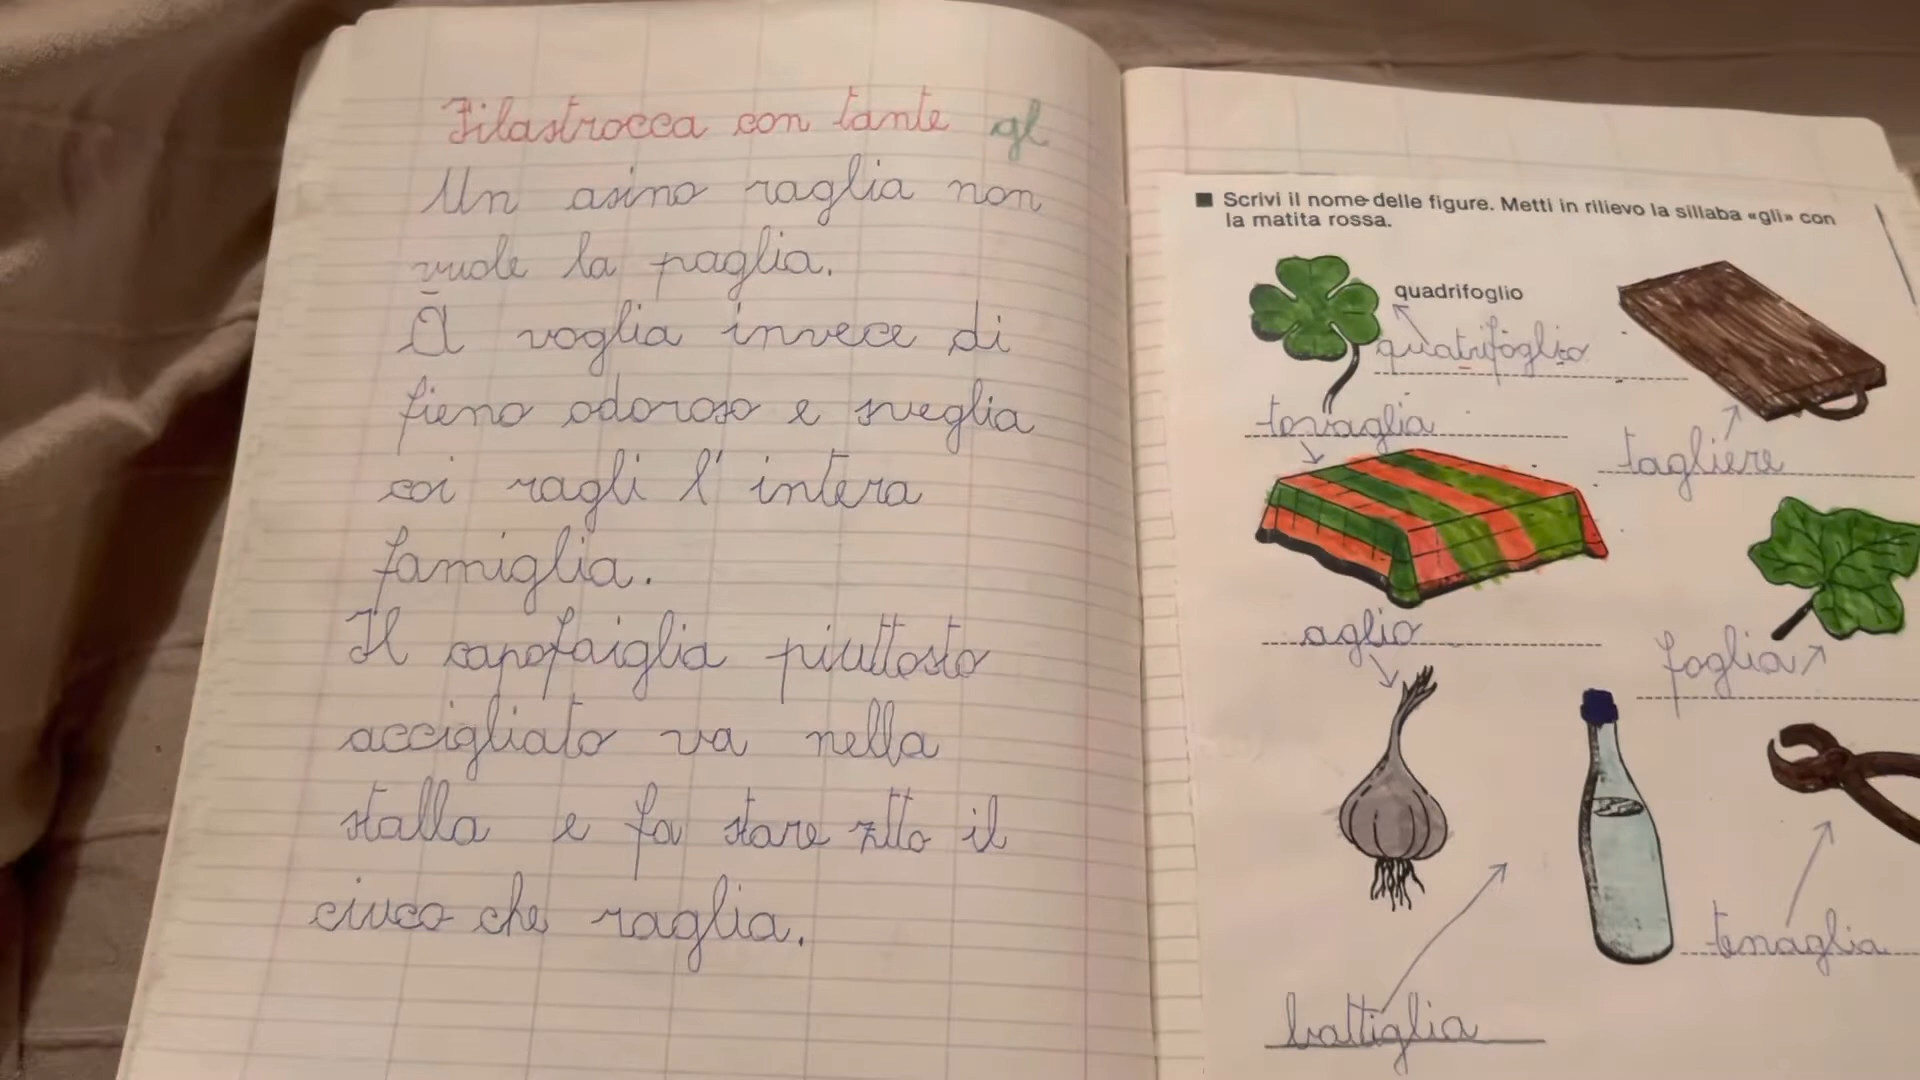 Filastrocca con tante gl
Un asino raglia non
vuole la paglia.
A voglia invece di
fieno odoroso e sveglia
coi ragli l'intera
famiglia.
Il capofaiglia piuttosto
accigliato va nella
stalla e fa stare zitto il
ciuco che raglia.
Scrivi il nome delle figure. Metti in rilievo la sillaba «gli» con
la matita rossa.
quadrifoglio
quatrifoglio
tovaglia
tagliere
aglio
foglia
tenaglia
battiglia